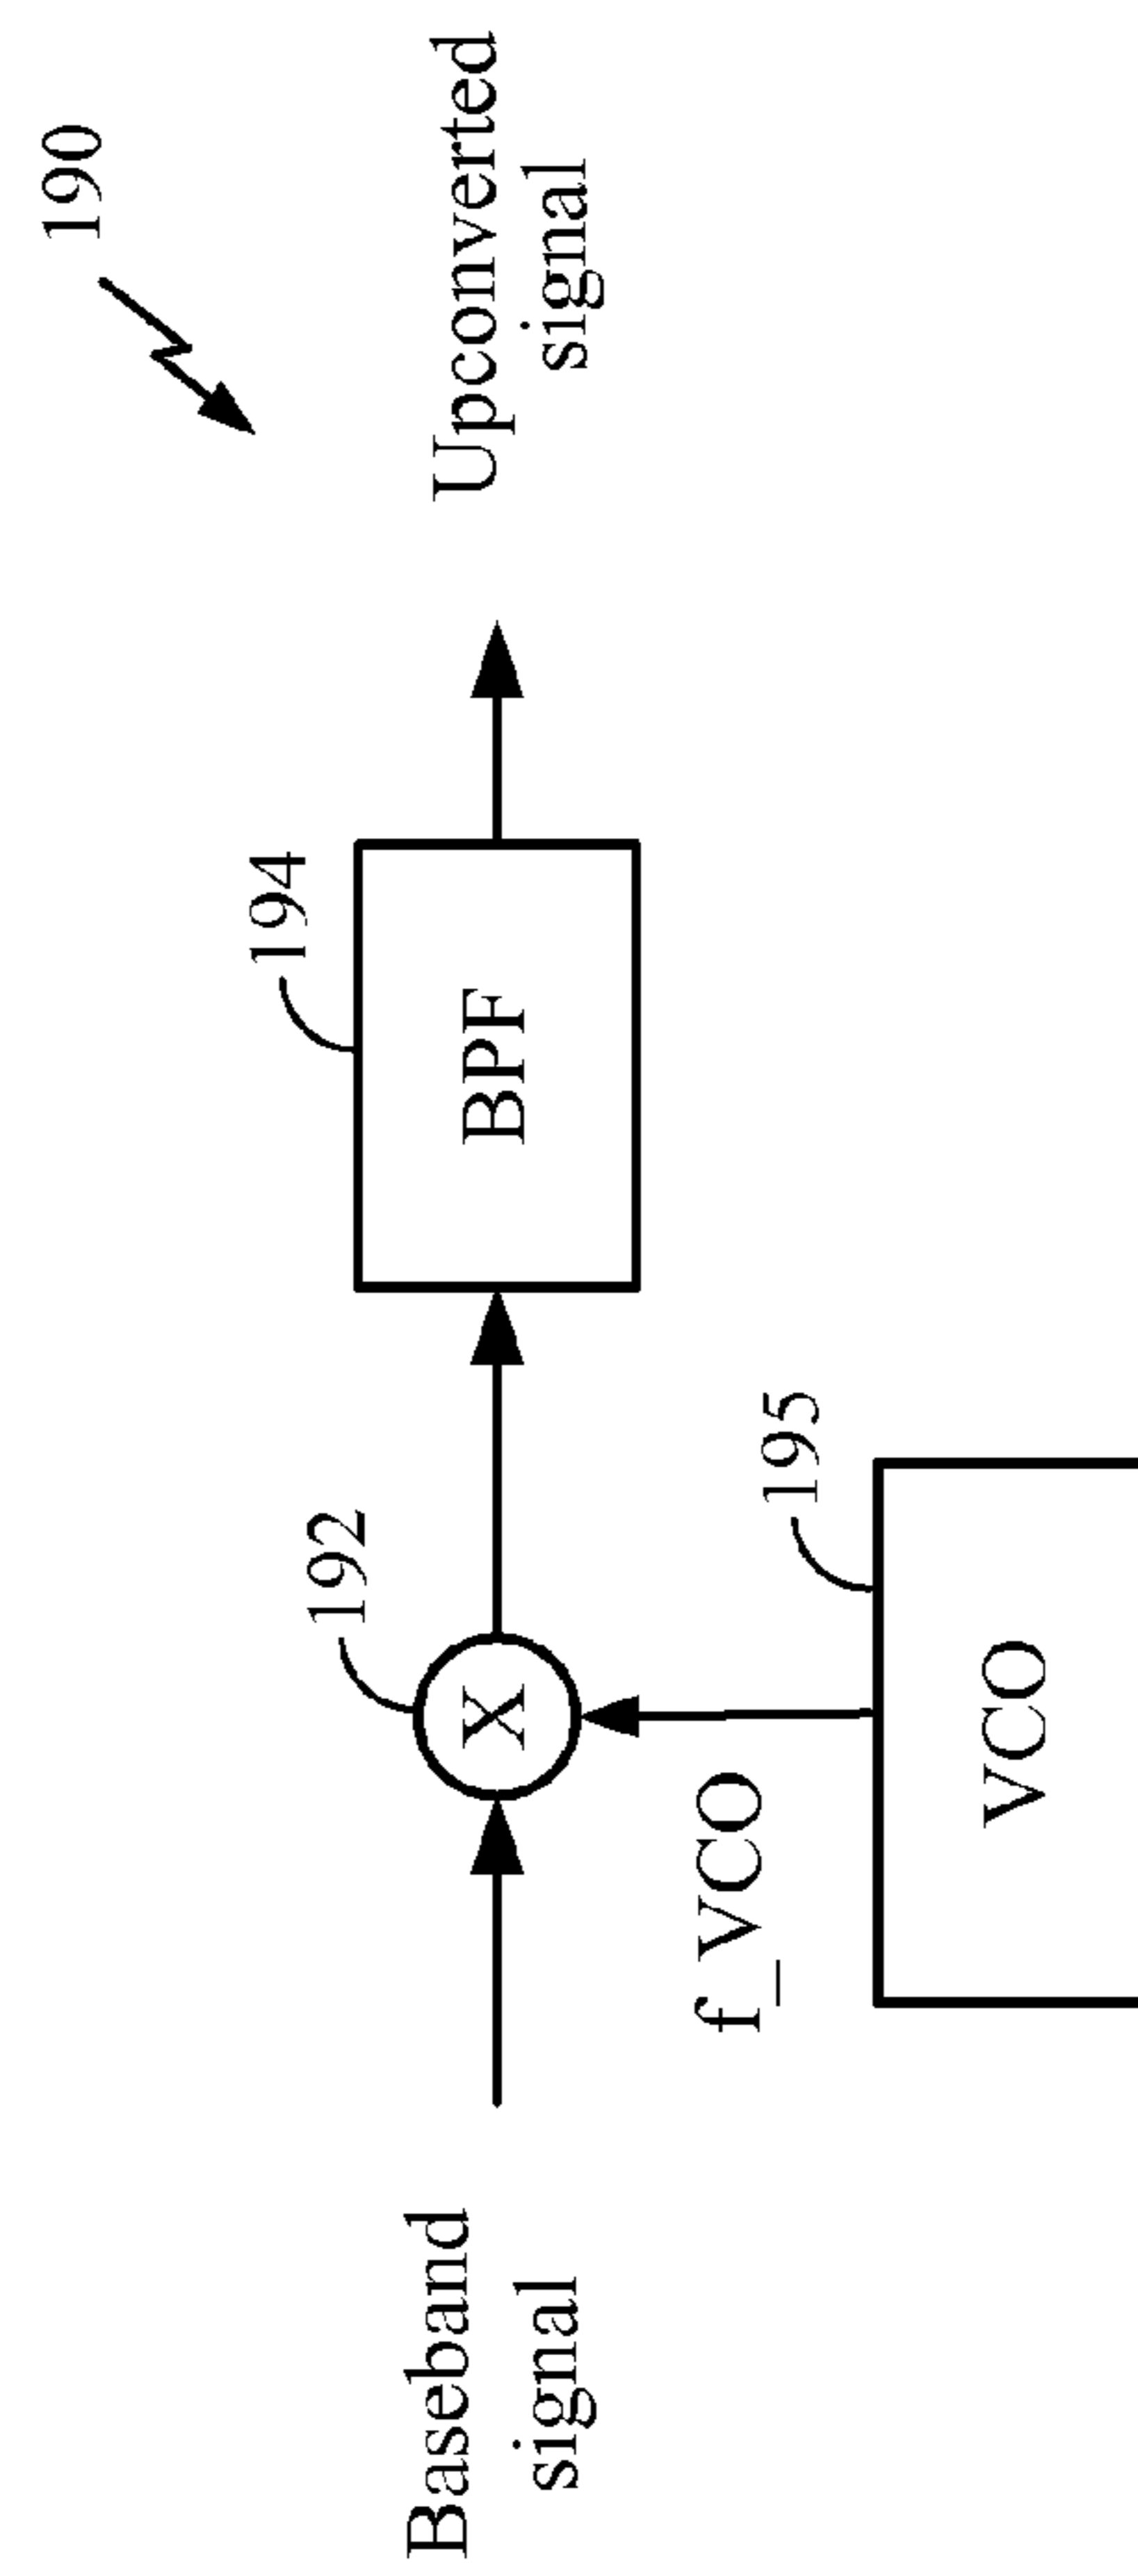 190
Baseband
signal
192
X
194
BPF
Upconverted
signal
f_VCO
195
VCO